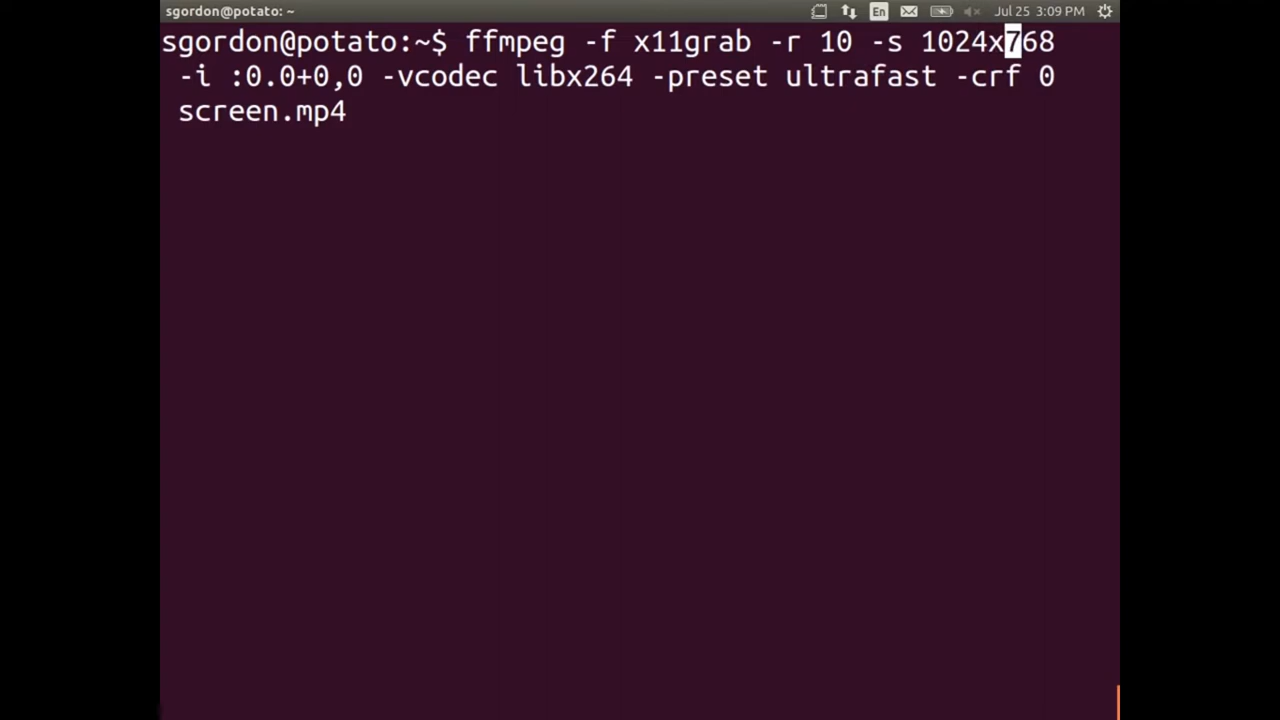 sgordon@potato: ~ En Jul 25 3:09 PM
sgordon@potato:~$ ffmpeg -f x11grab -r 10 -s 1024x768
-i :0.0+0,0 -vcodec libx264 -preset ultrafast -crf 0
screen.mp4